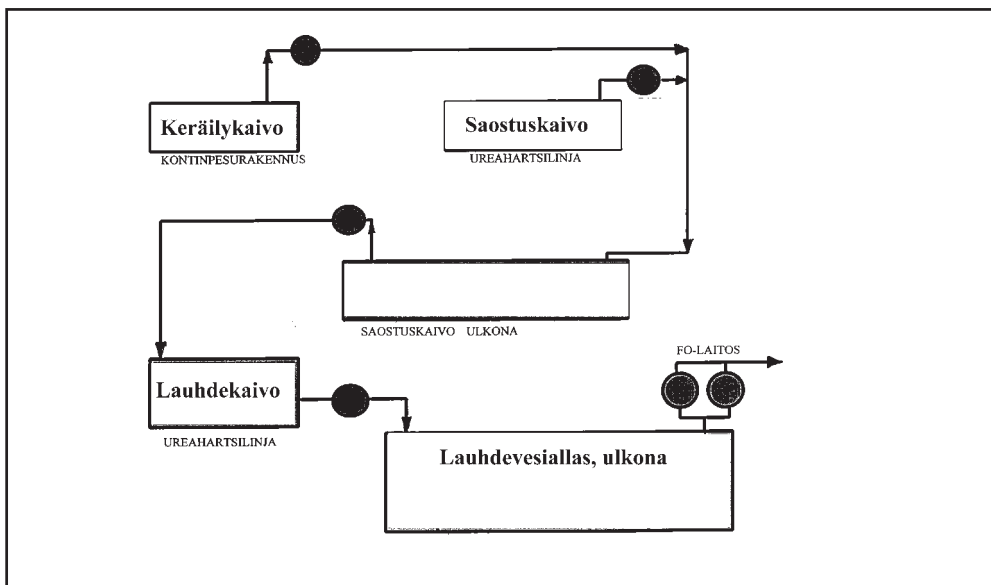 Keräilykaivo
KONTINPESURAKENNUS
Saostuskaivo
UREAHARTSILINJA
SAOSTUSKAIVO ULKONA
FO-LAITOS
Lauhdekaivo
UREAHARTSILINJA
Lauhdevesiallas, ulkona